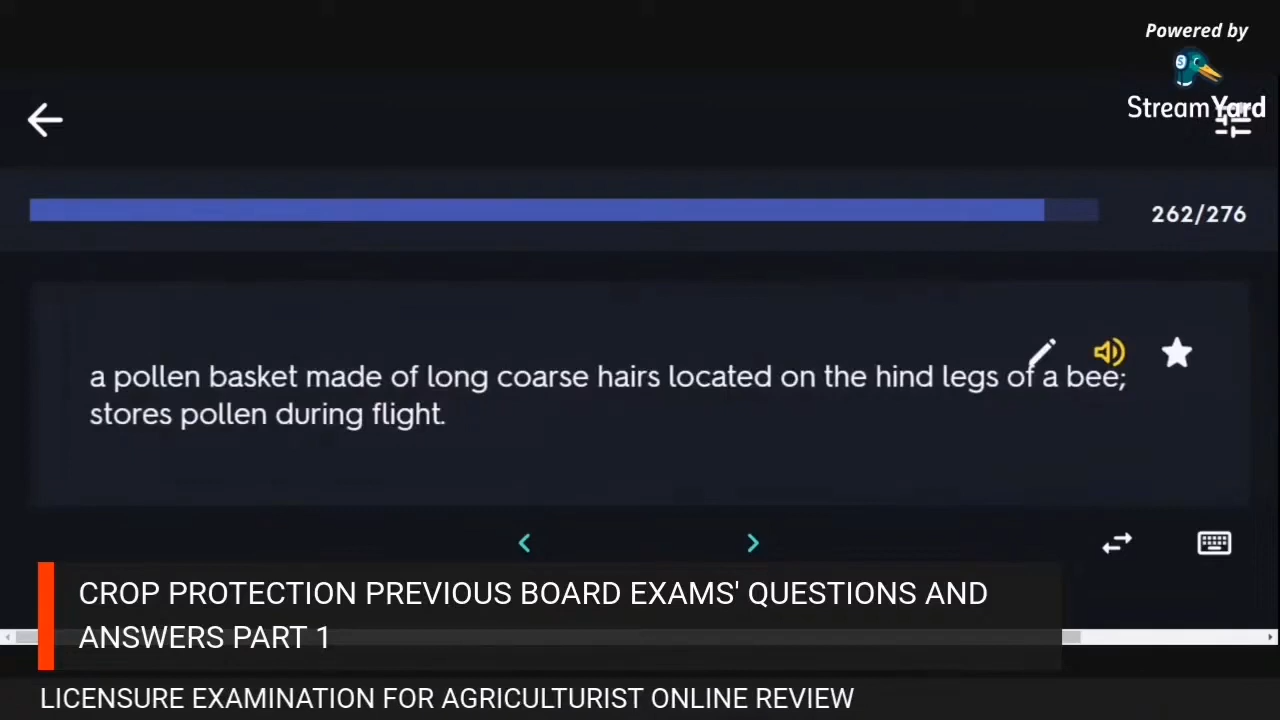 Powered by
StreamYard
262/276
a pollen basket made of long coarse hairs located on the hind legs of a bee;
stores pollen during flight.
CROP PROTECTION PREVIOUS BOARD EXAMS' QUESTIONS AND
ANSWERS PART 1
LICENSURE EXAMINATION FOR AGRICULTURIST ONLINE REVIEW